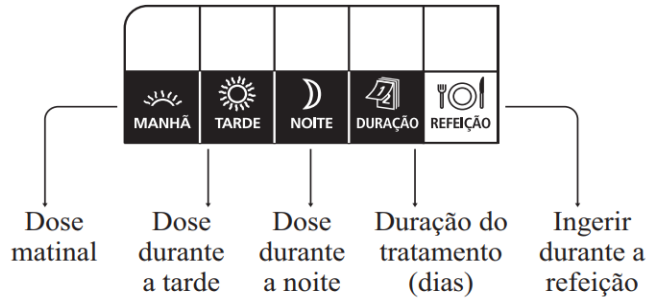 MANHÃ TARDE NOITE DURAÇÃO REFEIÇÃO
Dose Dose Dose Duração do Ingerir
matinal durante durante tratamento durante a
a tarde a noite (dias) refeição